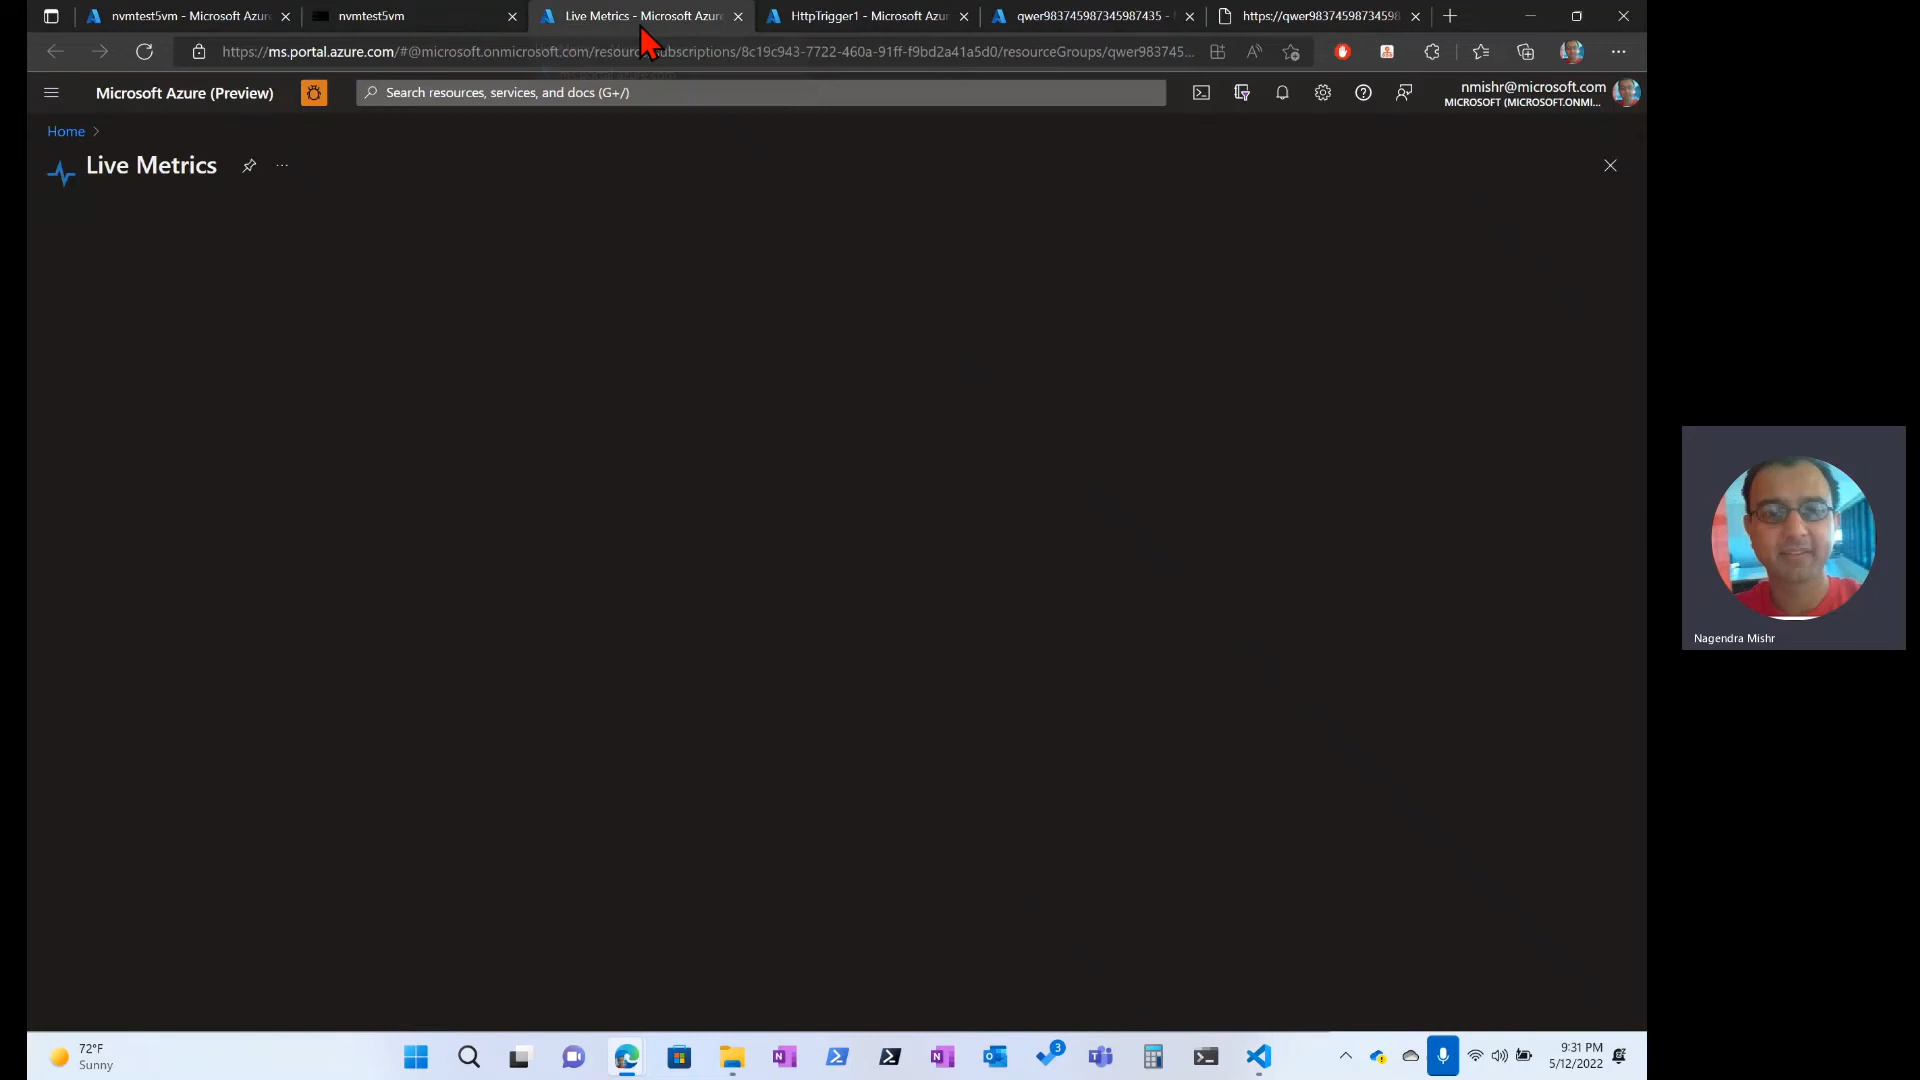 nvmtest5vm - Microsoft Azure
nvmtest5vm
Live Metrics - Microsoft Azure
HttpTrigger1 - Microsoft Azur
qwer983745987345987435 -
https://qwer98374598734598
https://ms.portal.azure.com/#@microsoft.onmicrosoft.com/resource/subscriptions/8c19c943-7722-460a-91ff-f9bd2a41a5d0/resourceGroups/qwer983745...
Microsoft Azure (Preview)
Search resources, services, and docs (G+/)
nmishr@microsoft.com
MICROSOFT (MICROSOFT.ONMI...
Home
Live Metrics
Nagendra Mishr
72°F
Sunny
3
9:31 PM
5/12/2022